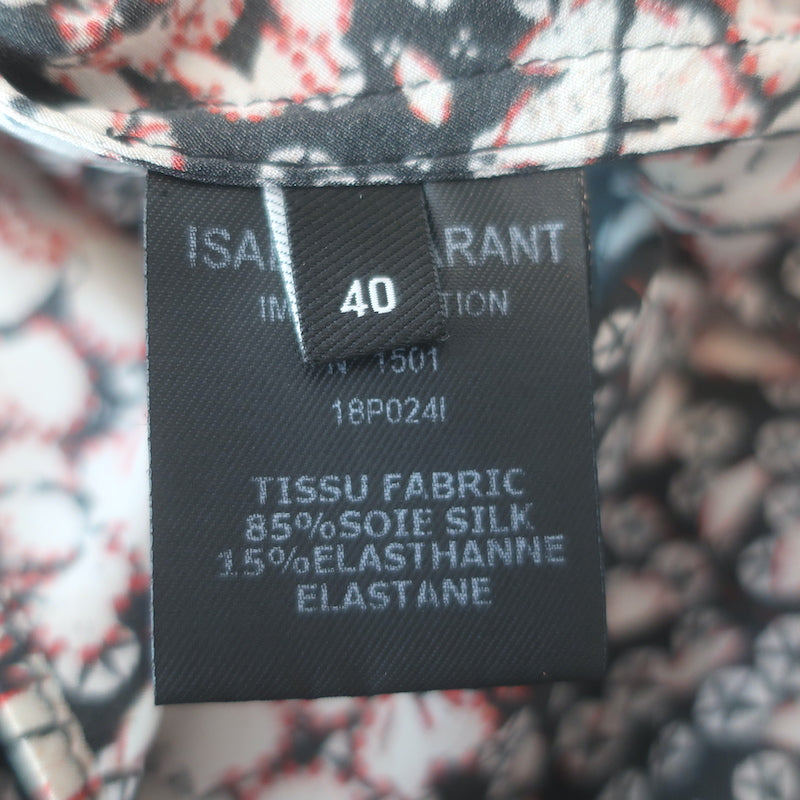 40
N° 1501
18P024I
TISSU FABRIC
85%SOIE SILK
15%ELASTHANNE
ELASTANE